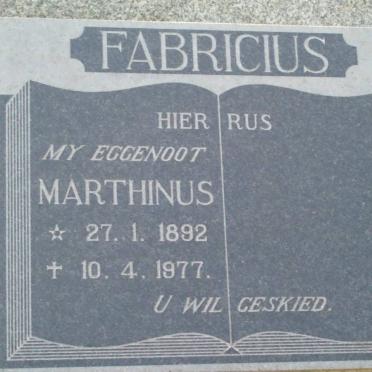 FABRICIUS
HIER RUS
MY EGGENOOT
MARTHINUS
☆ 27. 1. 1892
✝ 10. 4. 1977.
U WIL GESKIED.